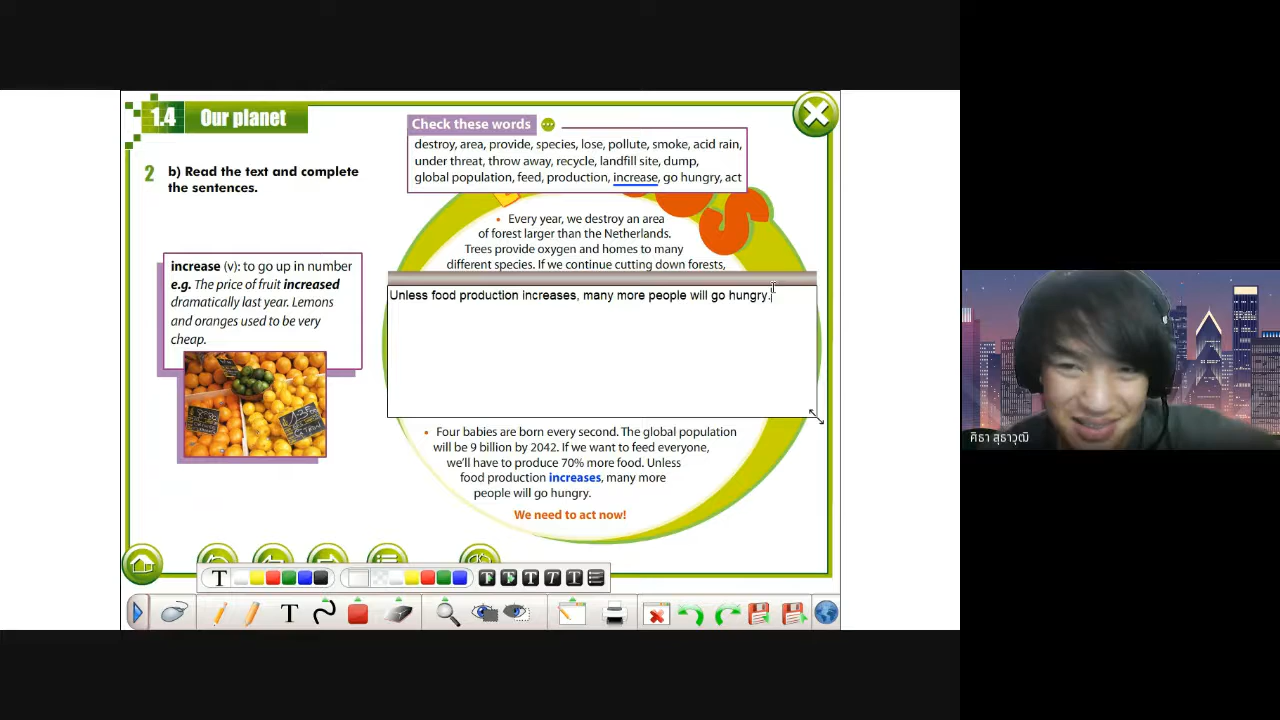 1.4 Our planet
2 b) Read the text and complete
the sentences.
Check these words
destroy, area, provide, species, lose, pollute, smoke, acid rain,
under threat, throw away, recycle, landfill site, dump,
global population, feed, production, increase, go hungry, act
increase (v): to go up in number
e.g. The price of fruit increased
dramatically last year. Lemons
and oranges used to be very
cheap.
• Every year, we destroy an area
of forest larger than the Netherlands.
Trees provide oxygen and homes to many
different species. If we continue cutting down forests,
Unless food production increases, many more people will go hungry.
• Four babies are born every second. The global population
will be 9 billion by 2042. If we want to feed everyone,
we'll have to produce 70% more food. Unless
food production increases, many more
people will go hungry.
We need to act now!
ศิธา สุธาวุฒิ
T
T